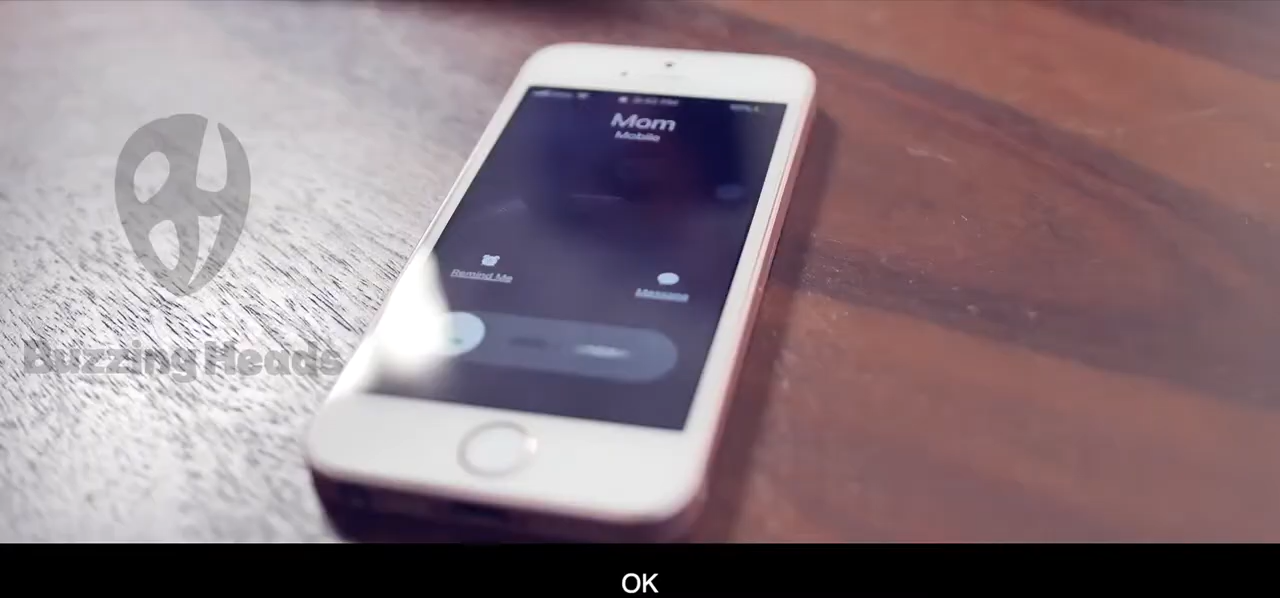 Mom
Mobile
Remind Me
Message
Buzzing Heads
OK